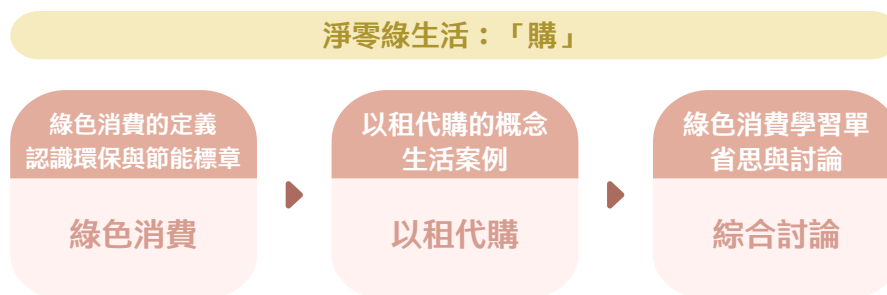 淨零綠生活：「購」
綠色消費的定義
認識環保與節能標章
綠色消費
以租代購的概念
生活案例
以租代購
綠色消費學習單
省思與討論
綜合討論